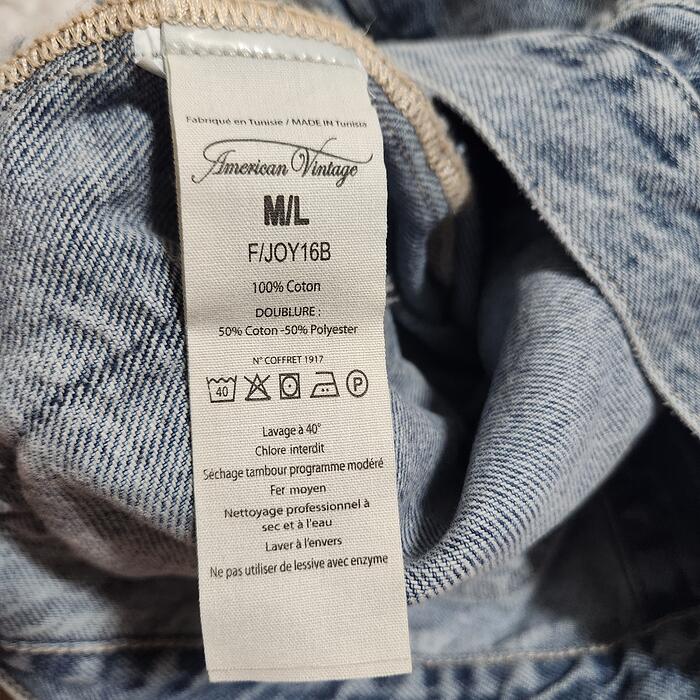 Fabriqué en Tunisie / MADE IN Tunisia
American Vintage
M/L
F/JOY16B
100% Coton
DOUBLURE :
50% Coton -50% Polyester
N° COFFRET 1917
40 P
Lavage à 40°
Chlore interdit
Séchage tambour programme modéré
Fer moyen
Nettoyage professionnel à
sec et à l'eau
Laver à l'envers
Ne pas utiliser de lessive avec enzyme